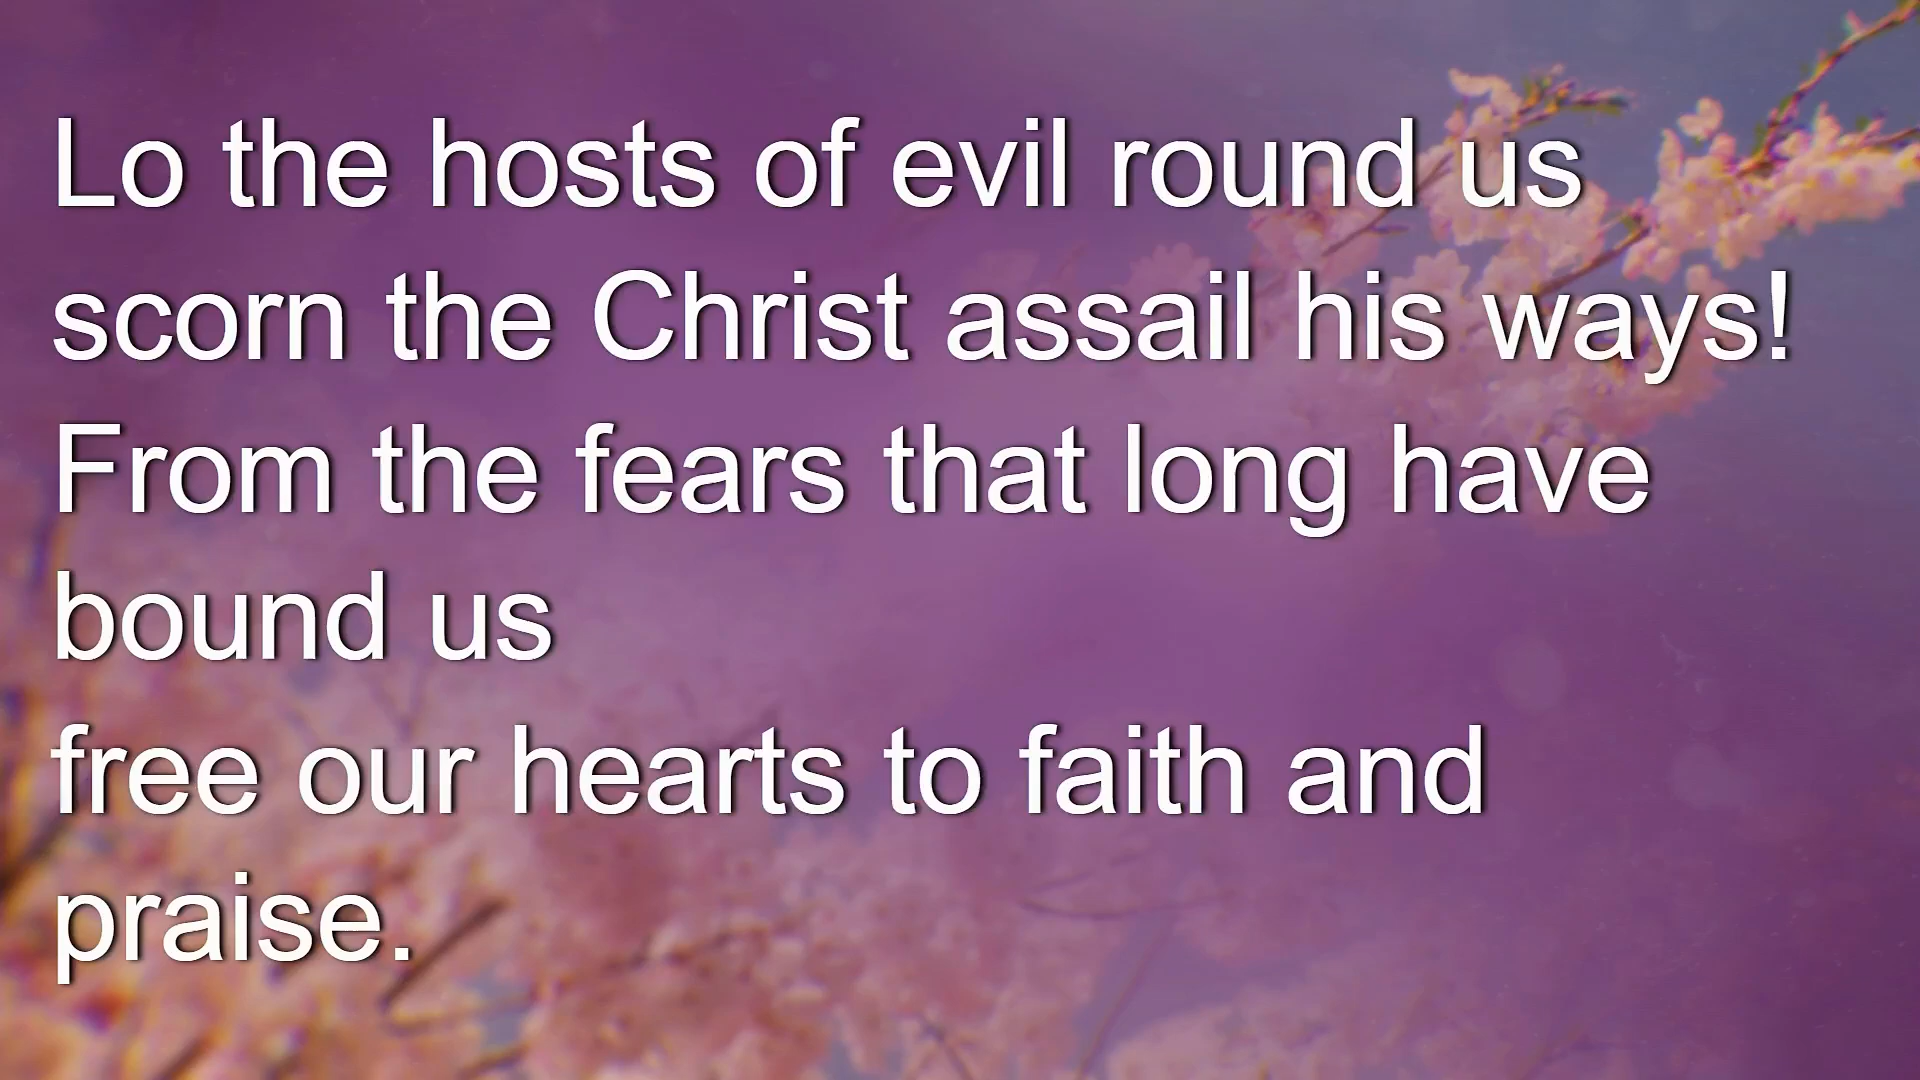 Lo the hosts of evil round us
scorn the Christ assail his ways!
From the fears that long have
bound us
free our hearts to faith and
praise.